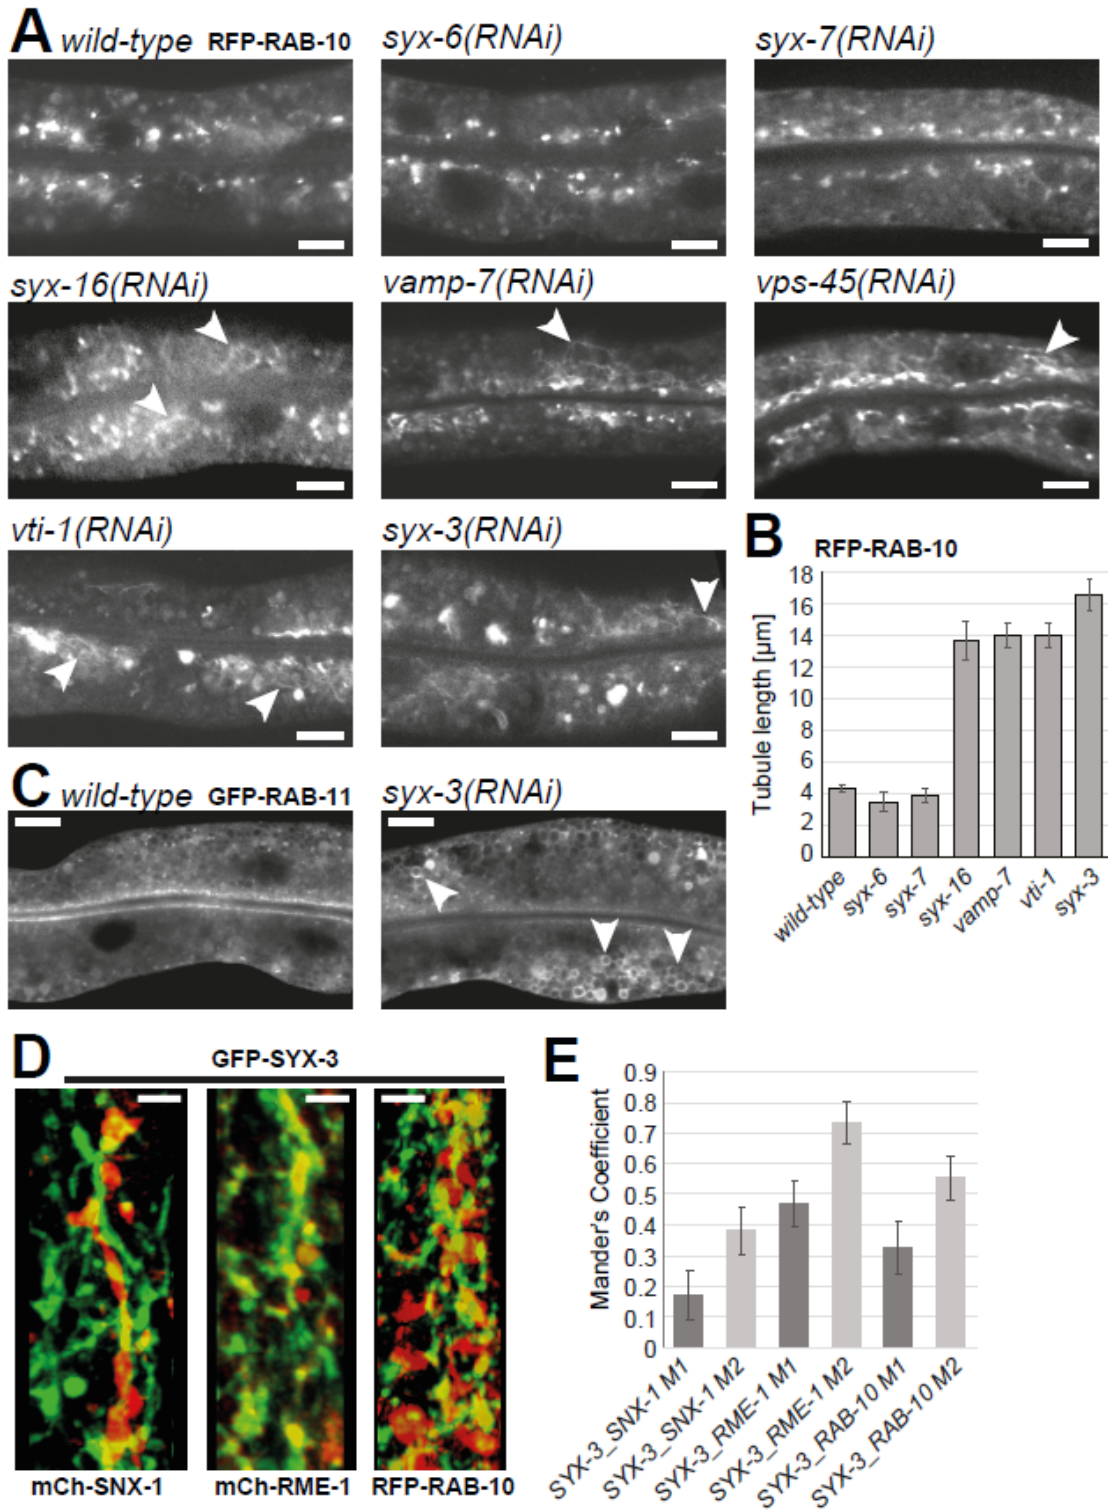 A wild-type RFP-RAB-10 syx-6(RNAi) syx-7(RNAi)
syx-16(RNAi) vamp-7(RNAi) vps-45(RNAi)
vti-1(RNAi) syx-3(RNAi)
B RFP-RAB-10
Tubule length [µm]
18
16
14
12
10
8
6
4
2
0
wild-type
syx-6
syx-7
syx-16
vamp-7
vti-1
syx-3
C wild-type GFP-RAB-11 syx-3(RNAi)
D GFP-SYX-3
mCh-SNX-1 mCh-RME-1 RFP-RAB-10
E
Mander's Coefficient
0.9
0.8
0.7
0.6
0.5
0.4
0.3
0.2
0.1
0
SYX-3_SNX-1 M1
SYX-3_SNX-1 M2
SYX-3_RME-1 M1
SYX-3_RME-1 M2
SYX-3_RAB-10 M1
SYX-3_RAB-10 M2